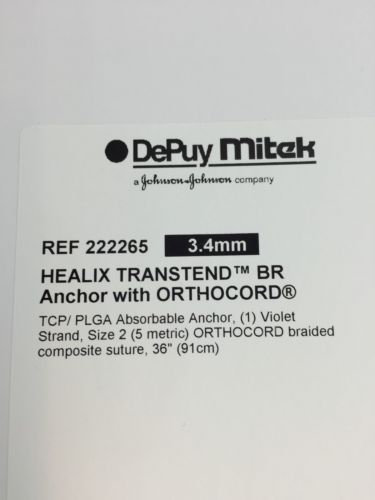 DePuy Mitek
a Johnson & Johnson company
REF 222265 3.4mm
HEALIX TRANSTEND™ BR
Anchor with ORTHOCORD®
TCP/ PLGA Absorbable Anchor, (1) Violet
Strand, Size 2 (5 metric) ORTHOCORD braided
composite suture, 36" (91cm)